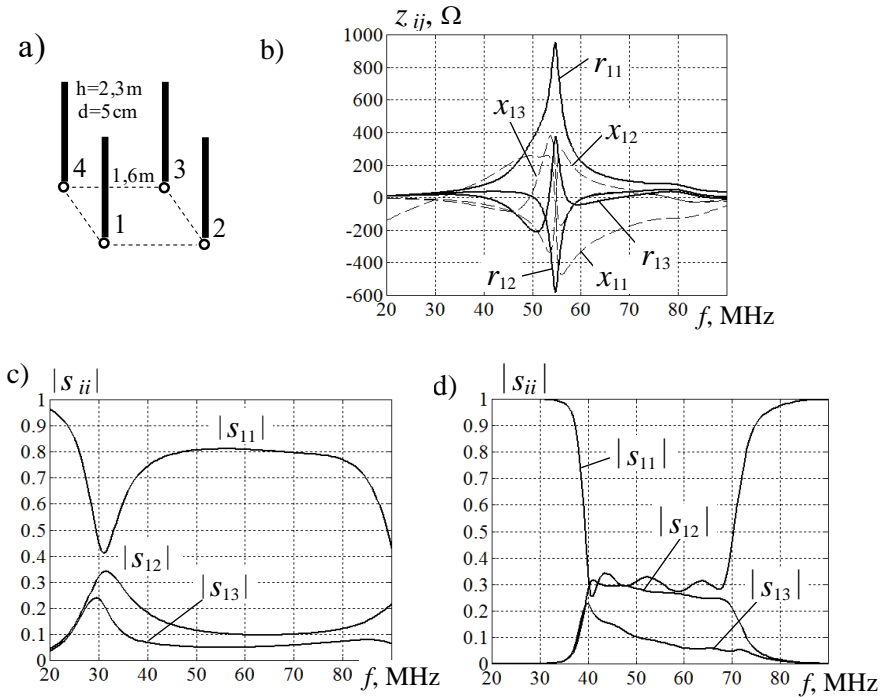 a)
h=2,3m
d=5cm
4
3
1,6m
1
2
b)
z ij, Ω
1000
800
600
400
200
0
-200
-400
-600
r11
x13
x12
r12
x11
r13
20 30 40 50 60 70 80
f, MHz
c)
|s ii|
1
0.9
0.8
0.7
0.6
0.5
0.4
0.3
0.2
0.1
0
|s11|
|s12|
|s13|
20 30 40 50 60 70 80
f, MHz
d)
|s ii|
1
0.9
0.8
0.7
0.6
0.5
0.4
0.3
0.2
0.1
0
|s11|
|s12|
|s13|
20 30 40 50 60 70 80
f, MHz